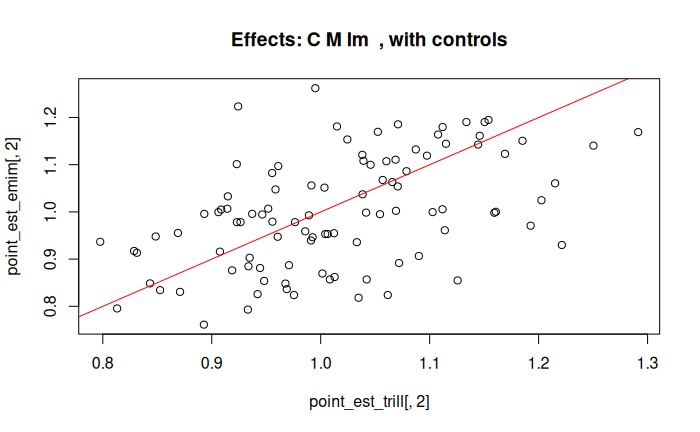 Effects: C M Im  , with controls
point_est_emim[, 2]
1.2
1.1
1.0
0.9
0.8
0.8 0.9 1.0 1.1 1.2 1.3
point_est_trill[, 2]